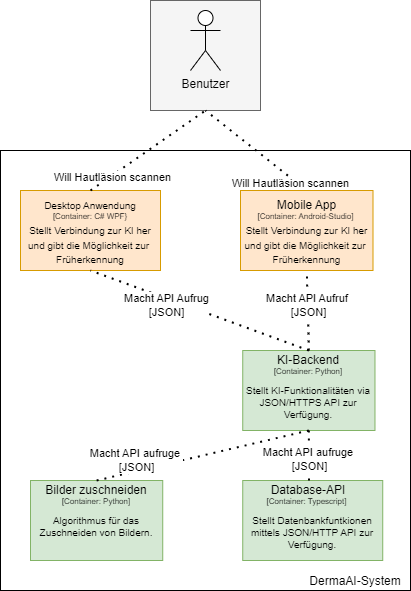 Benutzer
Will Hautläsion scannen
Will Hautläsion scannen
Desktop Anwendung
[Container: C# WPF}
Stellt Verbindung zur KI her
und gibt die Möglichkeit zur
Früherkennung
Mobile App
[Container: Android-Studio]
Stellt Verbindung zur KI her
und gibt die Möglichkeit zur
Früherkennung
Macht API Aufrug
[JSON]
Macht API Aufruf
[JSON]
KI-Backend
[Container: Python]
Stellt KI-Funktionalitäten via
JSON/HTTPS API zur
Verfügung.
Macht API aufruge
[JSON]
Macht API aufruge
[JSON]
Bilder zuschneiden
[Container: Python]
Algorithmus für das
Zuschneiden von Bildern.
Database-API
[Container: Typescript]
Stellt Datenbankfuntkionen
mittels JSON/HTTP API zur
Verfügung.
DermaAI-System